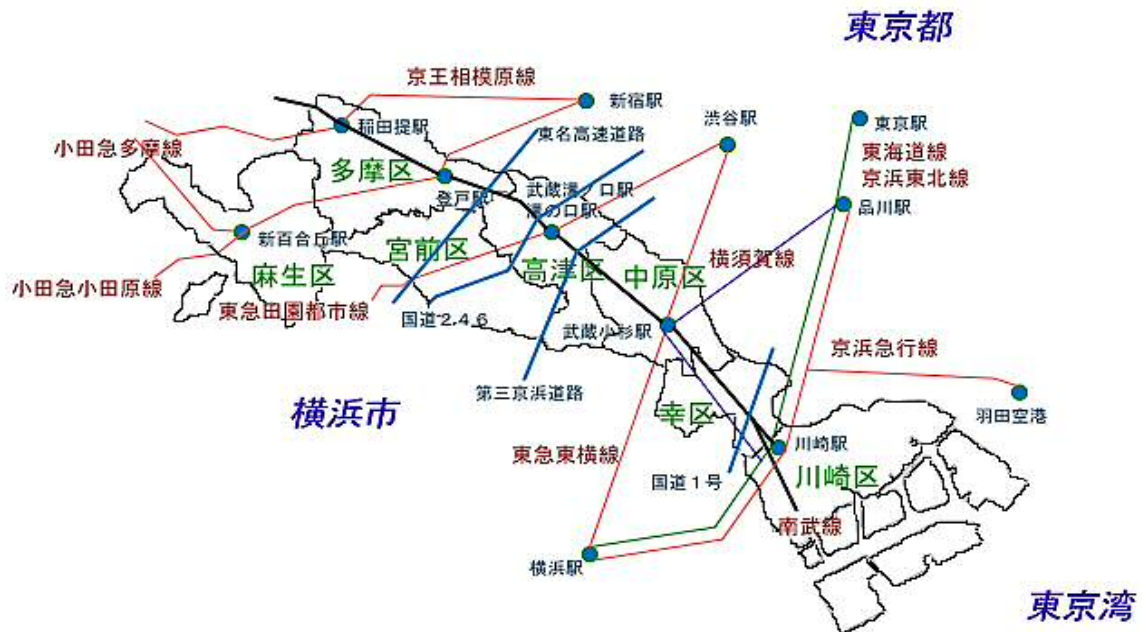 東京都
京王相模原線
新宿駅
渋谷駅
東京駅
稲田提駅
東名高速道路
小田急多摩線
東海道線
京浜東北線
多摩区
武蔵溝ノ口駅
登戸駅
溝の口駅
品川駅
新百合丘駅
宮前区
高津区
中原区
横須賀線
麻生区
小田急小田原線
東急田園都市線
国道2.4.6
武蔵小杉駅
京浜急行線
第三京浜道路
横浜市
幸区
羽田空港
東急東横線
川崎駅
国道1号
川崎区
南武線
横浜駅
東京湾